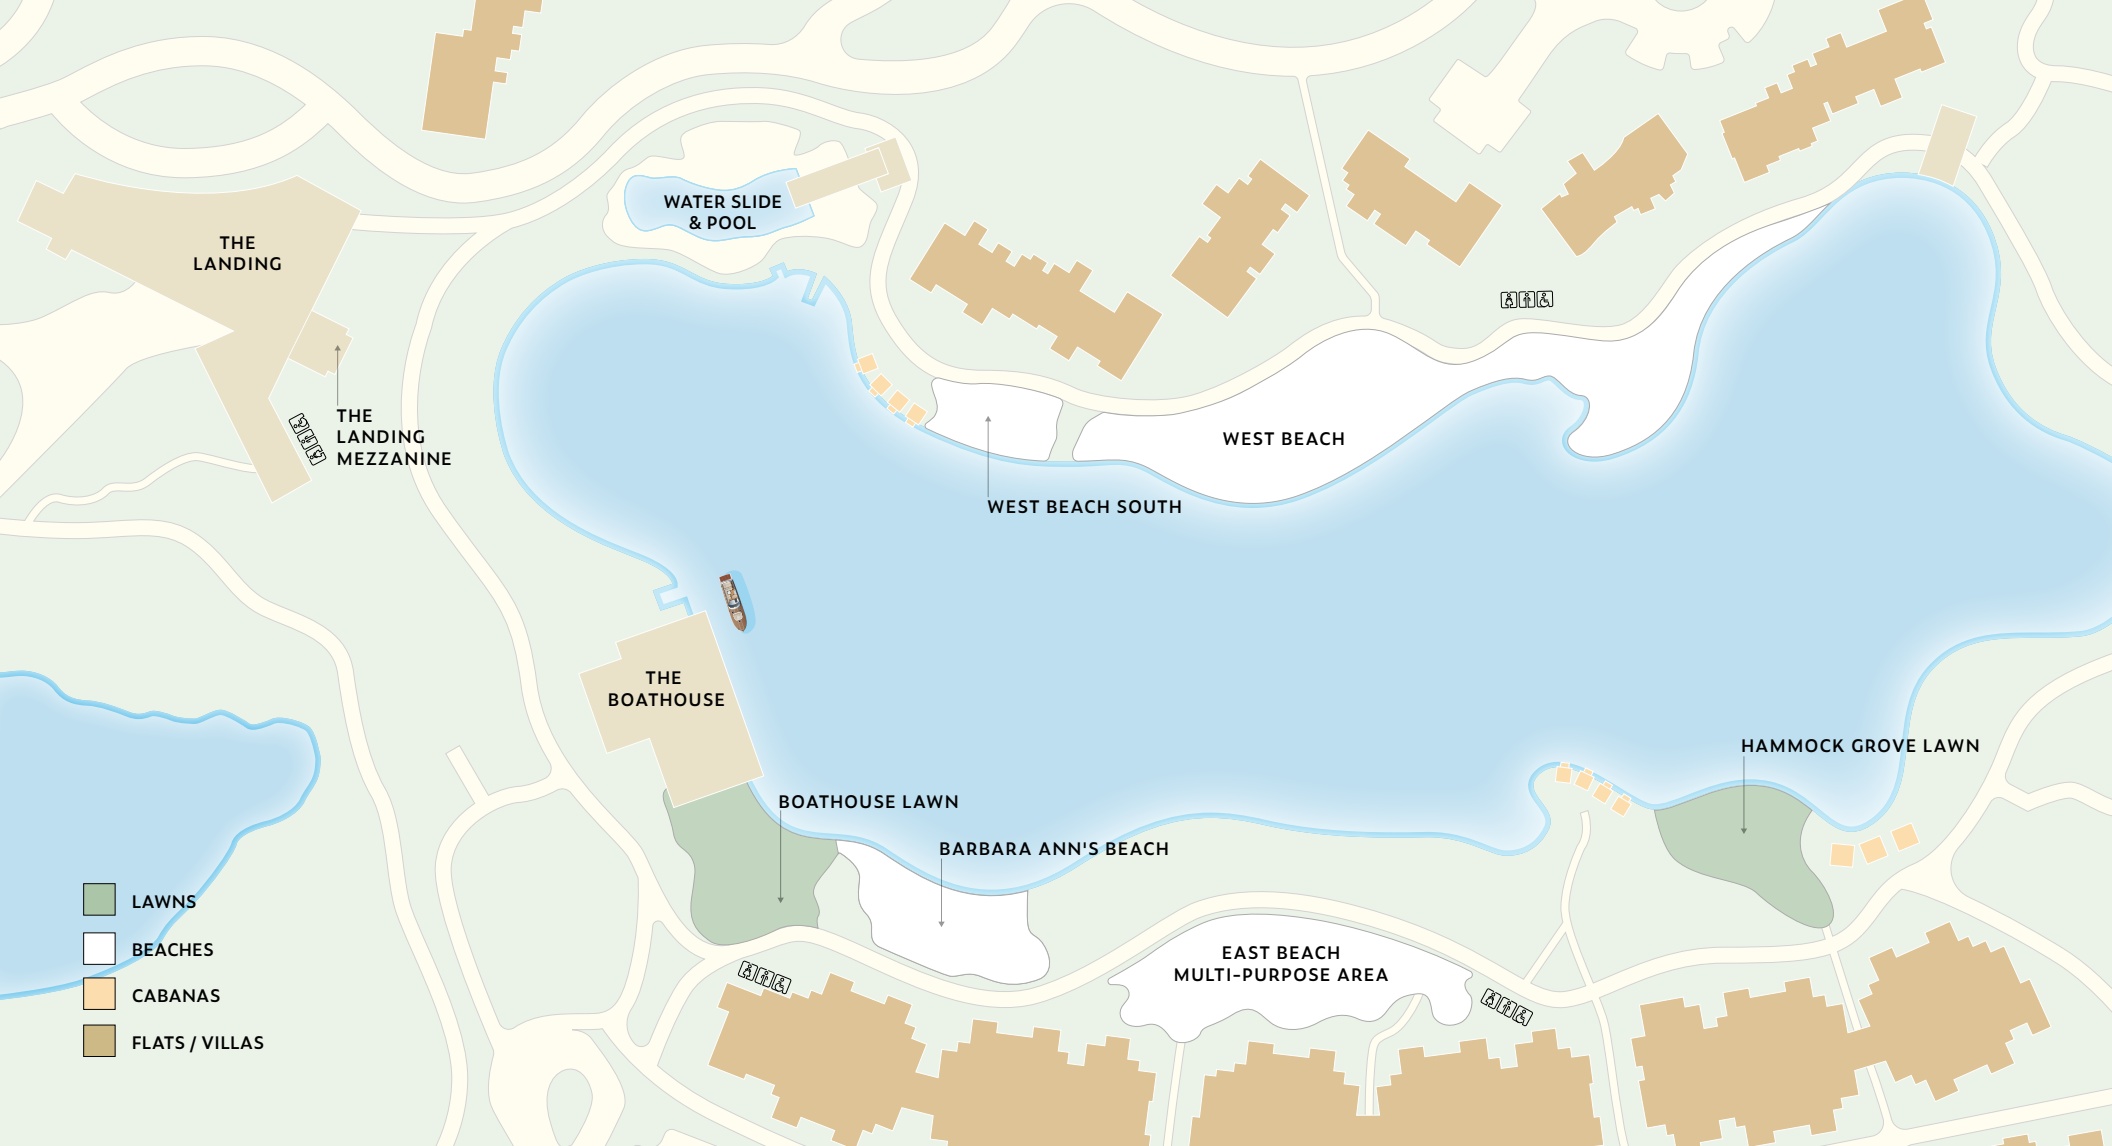 WATER SLIDE
& POOL
THE
LANDING
THE
LANDING
MEZZANINE
WEST BEACH
WEST BEACH SOUTH
THE
BOATHOUSE
HAMMOCK GROVE LAWN
BOATHOUSE LAWN
BARBARA ANN'S BEACH
EAST BEACH
MULTI-PURPOSE AREA
LAWNS
BEACHES
CABANAS
FLATS / VILLAS